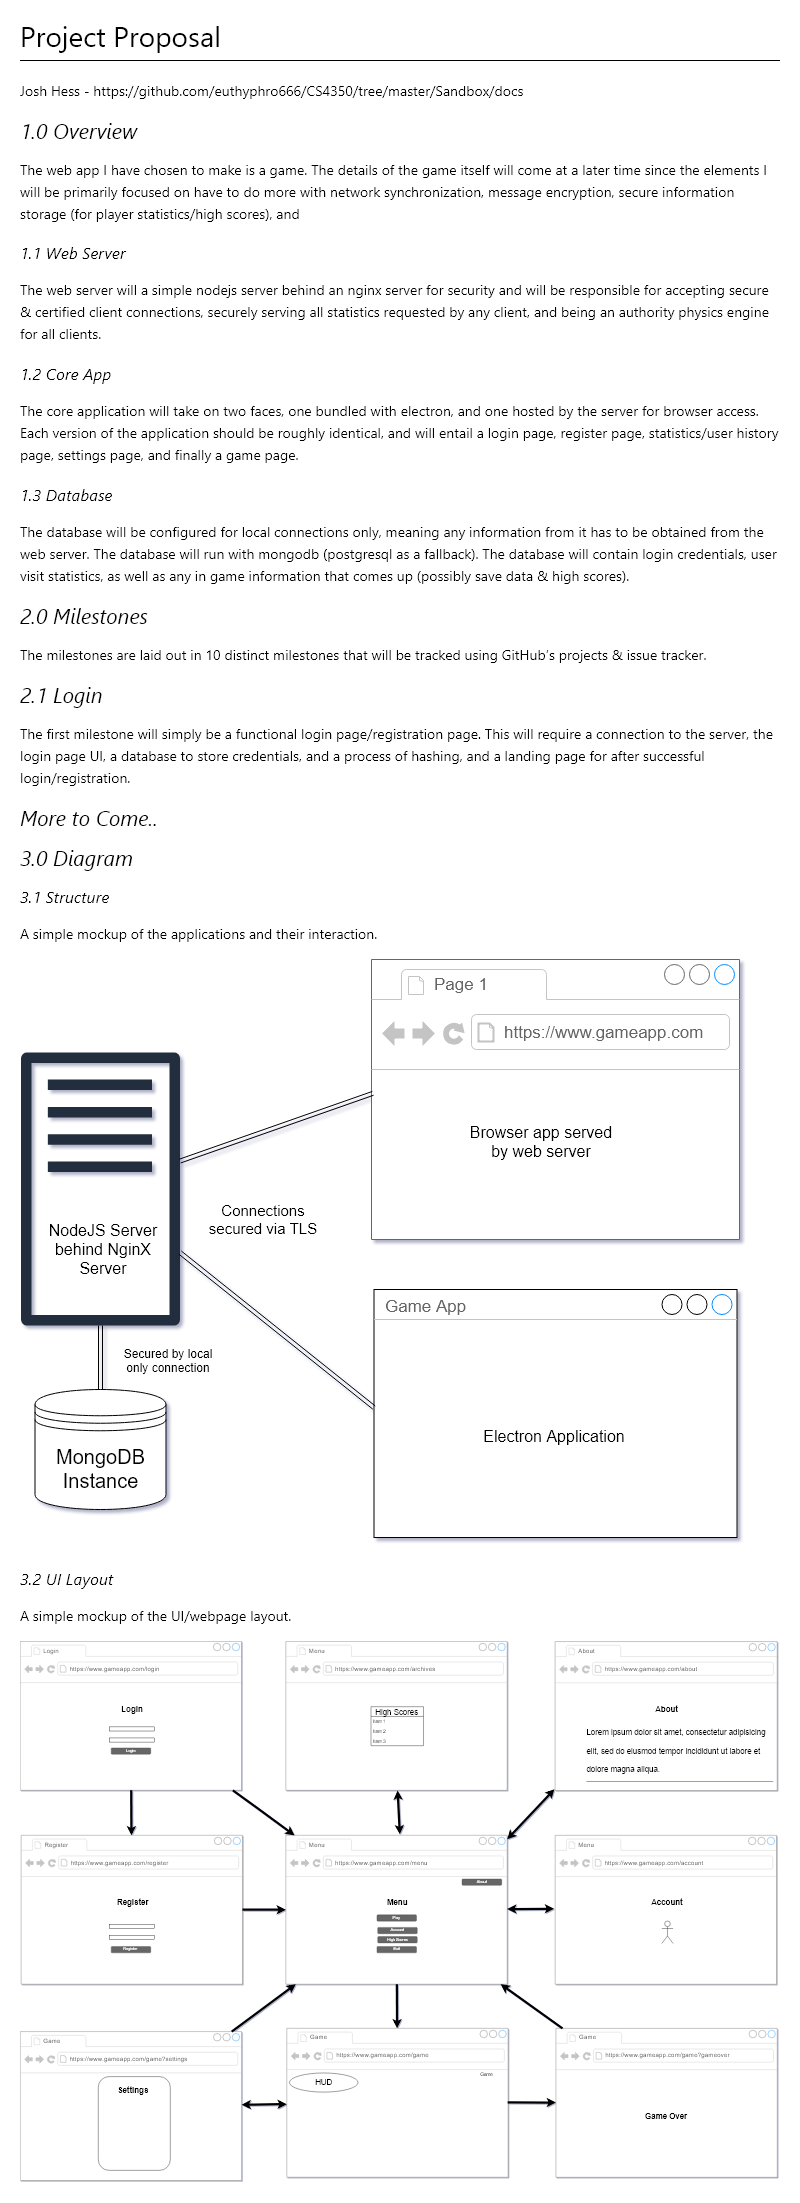 Project Proposal
Josh Hess - https://github.com/euthyphro666/CS4350/tree/master/Sandbox/docs
1.0 Overview
The web app I have chosen to make is a game. The details of the game itself will come at a later time since the elements I
will be primarily focused on have to do more with network synchronization, message encryption, secure information
storage (for player statistics/high scores), and
1.1 Web Server
The web server will a simple nodejs server behind an nginx server for security and will be responsible for accepting secure
& certified client connections, securely serving all statistics requested by any client, and being an authority physics engine
for all clients.
1.2 Core App
The core application will take on two faces, one bundled with electron, and one hosted by the server for browser access.
Each version of the application should be roughly identical, and will entail a login page, register page, statistics/user history
page, settings page, and finally a game page.
1.3 Database
The database will be configured for local connections only, meaning any information from it has to be obtained from the
web server. The database will run with mongodb (postgresql as a fallback). The database will contain login credentials, user
visit statistics, as well as any in game information that comes up (possibly save data & high scores).
2.0 Milestones
The milestones are laid out in 10 distinct milestones that will be tracked using GitHub's projects & issue tracker.
2.1 Login
The first milestone will simply be a functional login page/registration page. This will require a connection to the server, the
login page UI, a database to store credentials, and a process of hashing, and a landing page for after successful
login/registration.
More to Come..
3.0 Diagram
3.1 Structure
A simple mockup of the applications and their interaction.
Page 1
https://www.gameapp.com
Browser app served
by web server
NodeJS Server
behind NginX
Server
Connections
secured via TLS
Game App
Electron Application
Secured by local
only connection
MongoDB
Instance
3.2 UI Layout
A simple mockup of the UI/webpage layout.
Login
https://www.gameapp.com/login
Login
Login
Menu
https://www.gameapp.com/archives
High Scores
Item 1
Item 2
Item 3
About
https://www.gameapp.com/about
About
Lorem ipsum dolor sit amet, consectetur adipisicing
elit, sed do eiusmod tempor incididunt ut labore et
dolore magna aliqua.
Register
https://www.gameapp.com/register
Register
Register
Menu
https://www.gameapp.com/menu
About
Menu
Play
Account
High Scores
Exit
Menu
https://www.gameapp.com/account
Account
Game
https://www.gameapp.com/game?settings
Settings
Game
https://www.gameapp.com/game
HUD
Game
Game
https://www.gameapp.com/game?gameover
Game Over